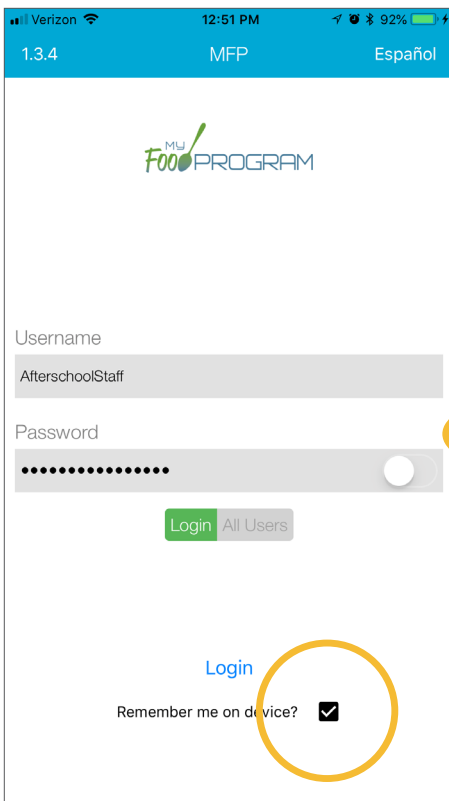 Verizon 12:51 PM 92%
1.3.4 MFP Español
MY
FOOD PROGRAM
Username
AfterschoolStaff
Password
••••••••••••••••
Login All Users
Login
Remember me on device?